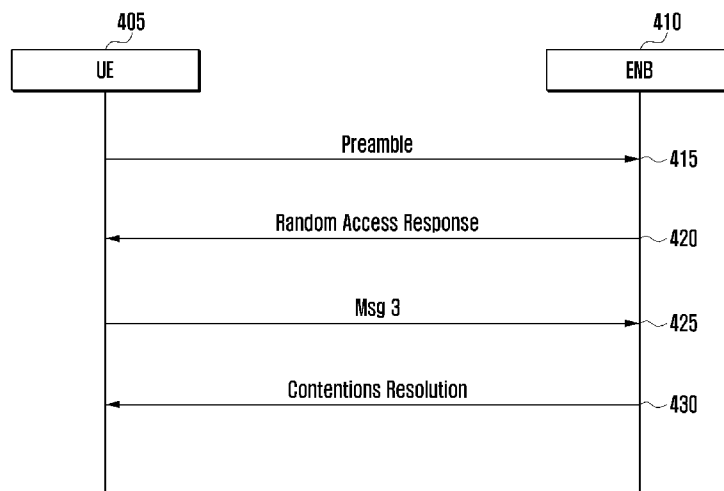 405
410
UE
ENB
Preamble
415
Random Access Response
420
Msg 3
425
Contentions Resolution
430